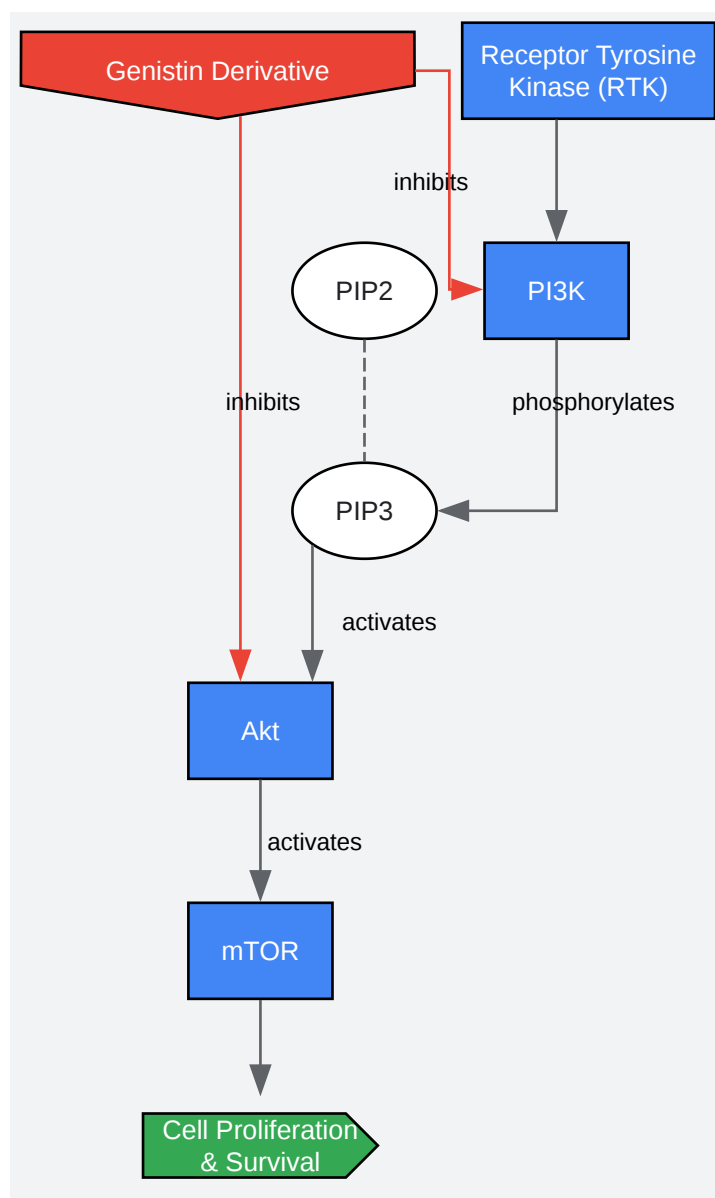 Genistin Derivative
Receptor Tyrosine
Kinase (RTK)
inhibits
PIP2
PI3K
inhibits
phosphorylates
PIP3
activates
Akt
activates
mTOR
Cell Proliferation
& Survival